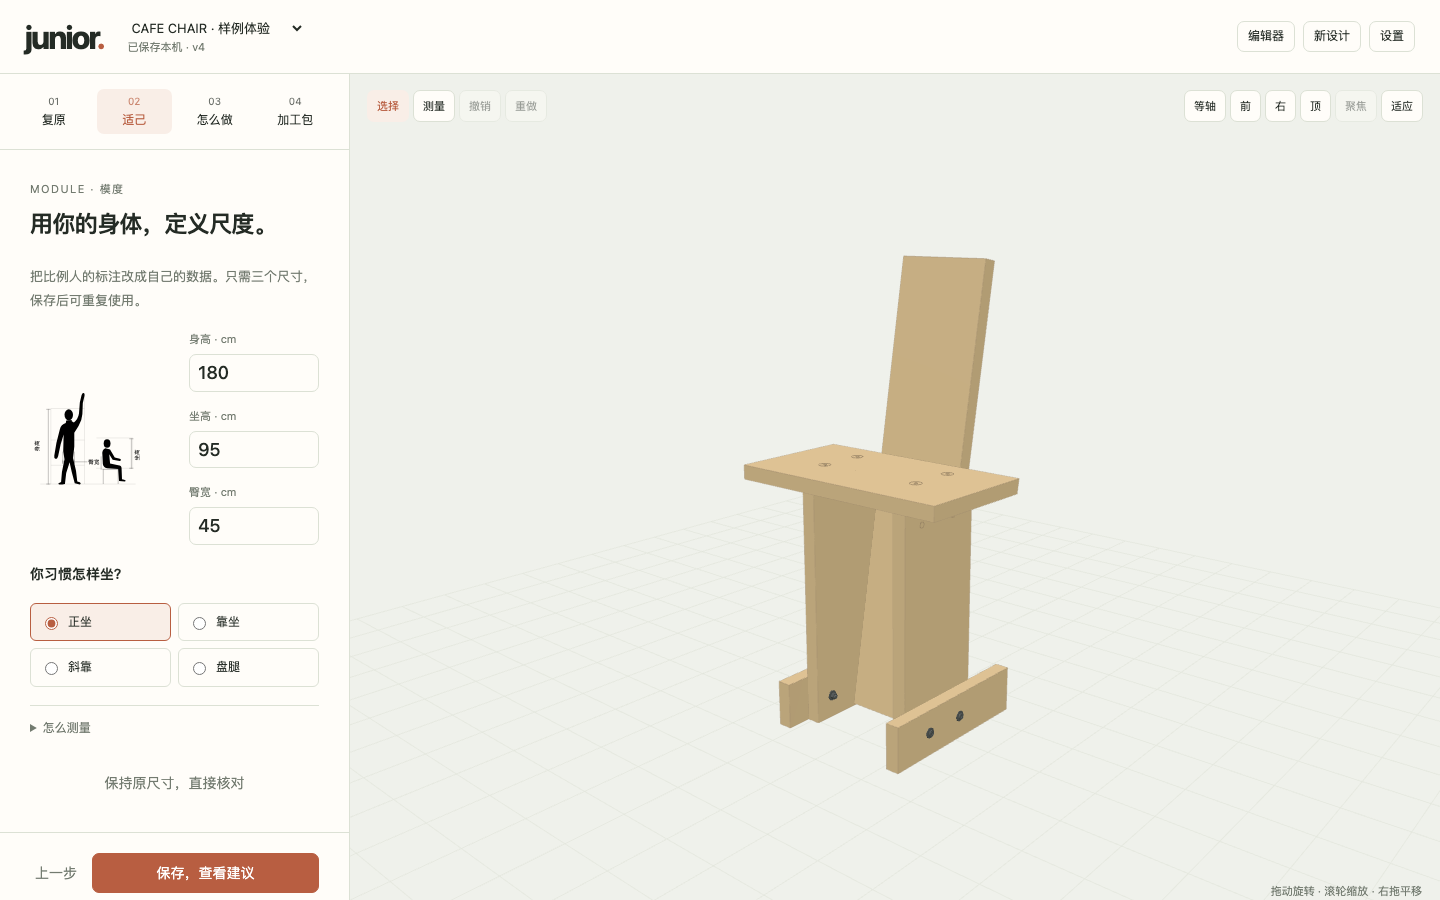 junior.
CAFE CHAIR · 样例体验
已保存本机 · v4
编辑器
新设计
设置
01
复原
02
适己
03
怎么做
04
加工包
选择
测量
撤销
重做
等轴
前
右
顶
聚焦
适应
MODULE · 模度
用你的身体，定义尺度。
把比例人的标注改成自己的数据。只需三个尺寸，
保存后可重复使用。
身高 · cm
180
坐高 · cm
95
臀宽 · cm
45
臀宽
你习惯怎样坐？
正坐
靠坐
斜靠
盘腿
怎么测量
保持原尺寸，直接核对
上一步
保存，查看建议
拖动旋转 · 滚轮缩放 · 右拖平移